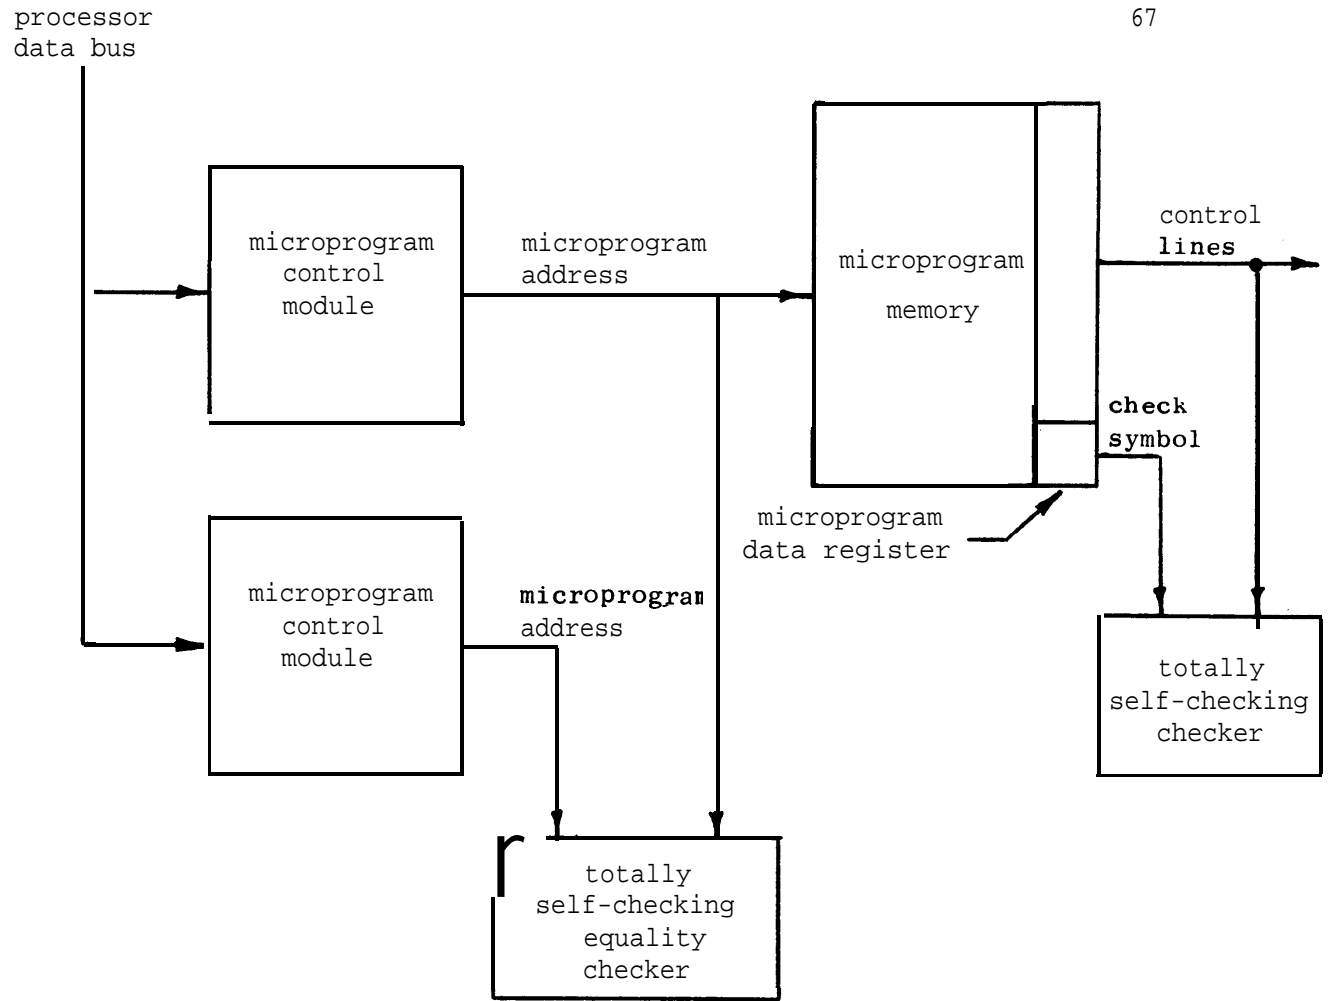 processor
data bus
67
microprogram
control
module
microprogram
address
microprogram
memory
control
lines
check
symbol
microprogram
data register
microprogram
control
module
microprogram
address
totally
self-checking
checker
totally
self-checking
equality
checker